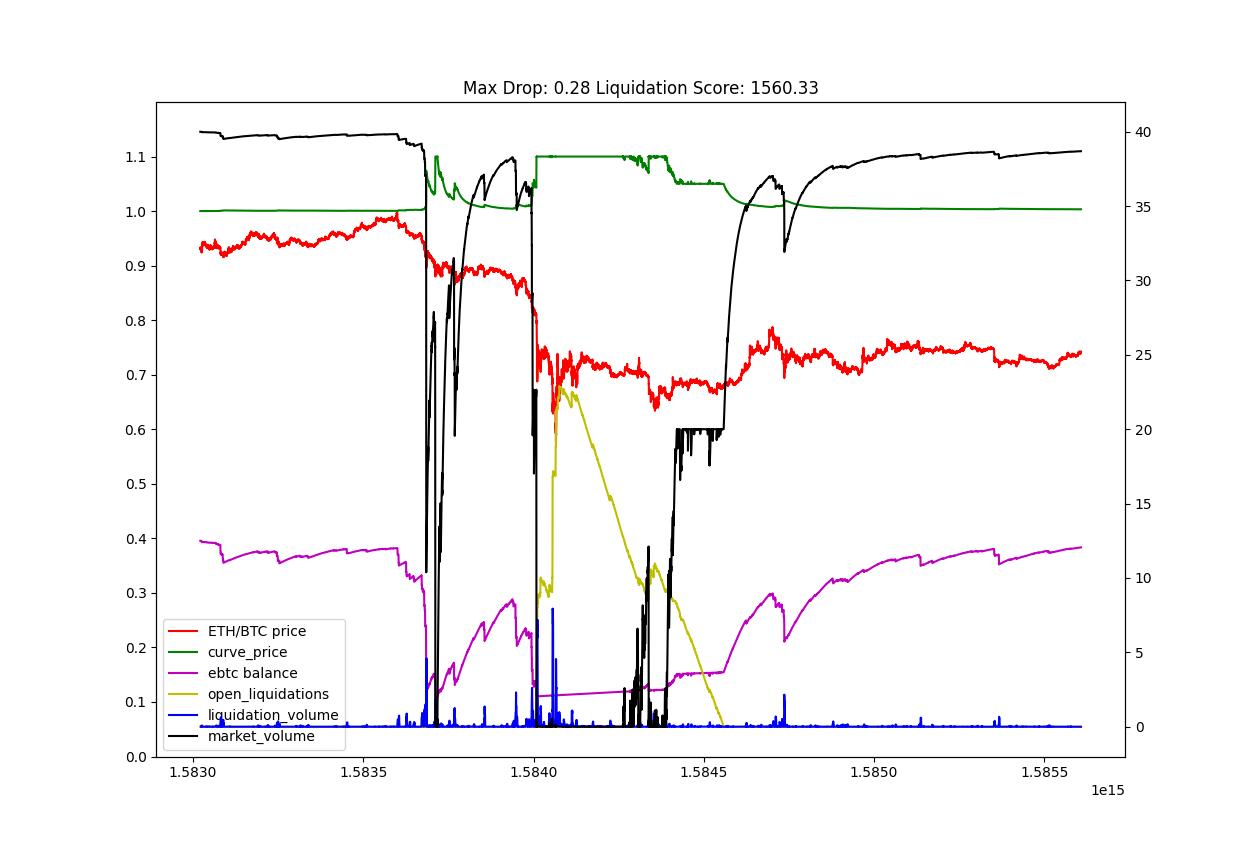 Max Drop: 0.28 Liquidation Score: 1560.33
1.1
1.0
0.9
0.8
0.7
0.6
0.5
0.4
0.3
0.2
0.1
0.0
40
35
30
25
20
15
10
5
0
ETH/BTC price
curve_price
ebtc balance
open_liquidations
liquidation_volume
market_volume
1.5830 1.5835 1.5840 1.5845 1.5850 1.5855
1e15